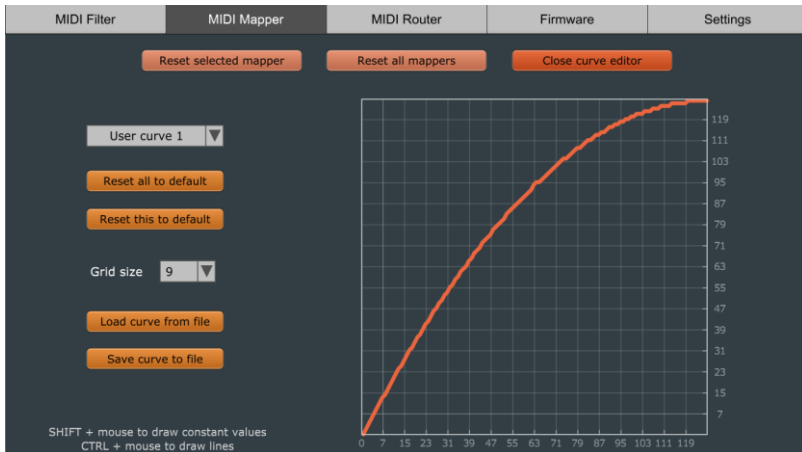 MIDI Filter MIDI Mapper MIDI Router Firmware Settings
Reset selected mapper Reset all mappers Close curve editor
User curve 1
Reset all to default
Reset this to default
Grid size 9
Load curve from file
Save curve to file
SHIFT + mouse to draw constant values
CTRL + mouse to draw lines
119
111
103
95
87
79
71
63
55
47
39
31
23
15
7
0 7 15 23 31 39 47 55 63 71 79 87 95 103 111 119